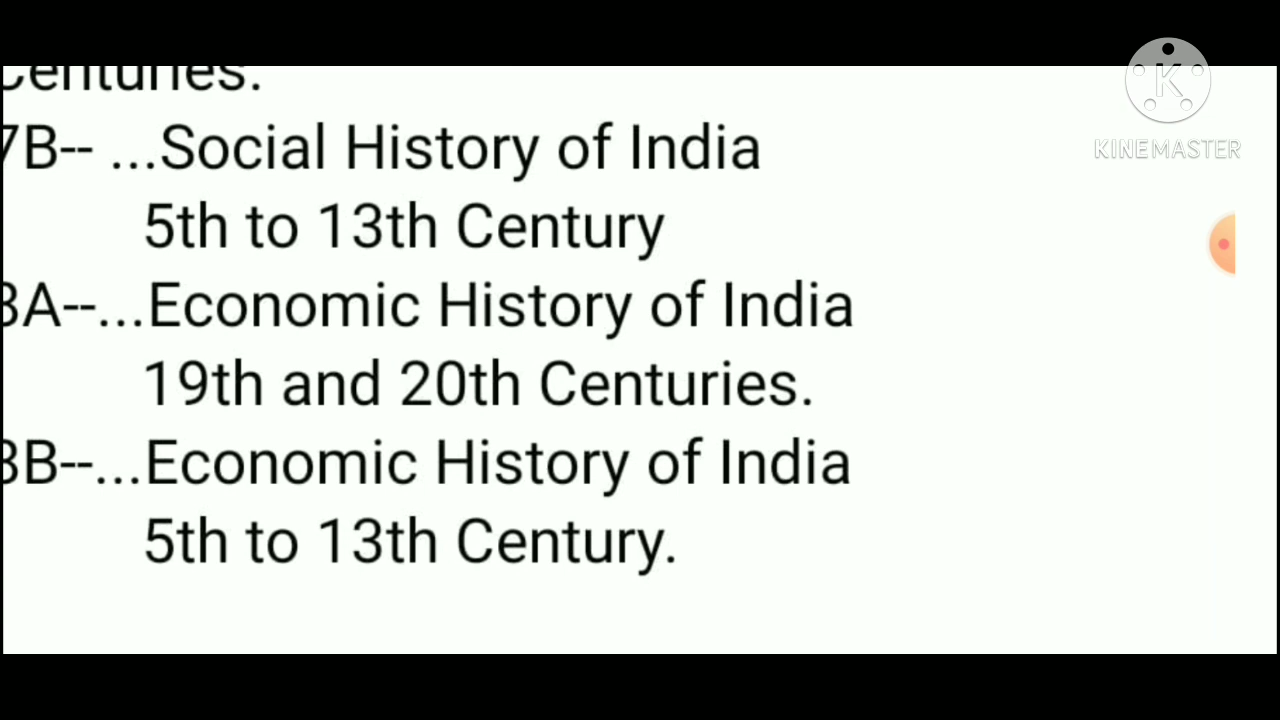 Centuries.
7B-- ...Social History of India
5th to 13th Century
8A--...Economic History of India
19th and 20th Centuries.
8B--...Economic History of India
5th to 13th Century.
K
KINEMASTER